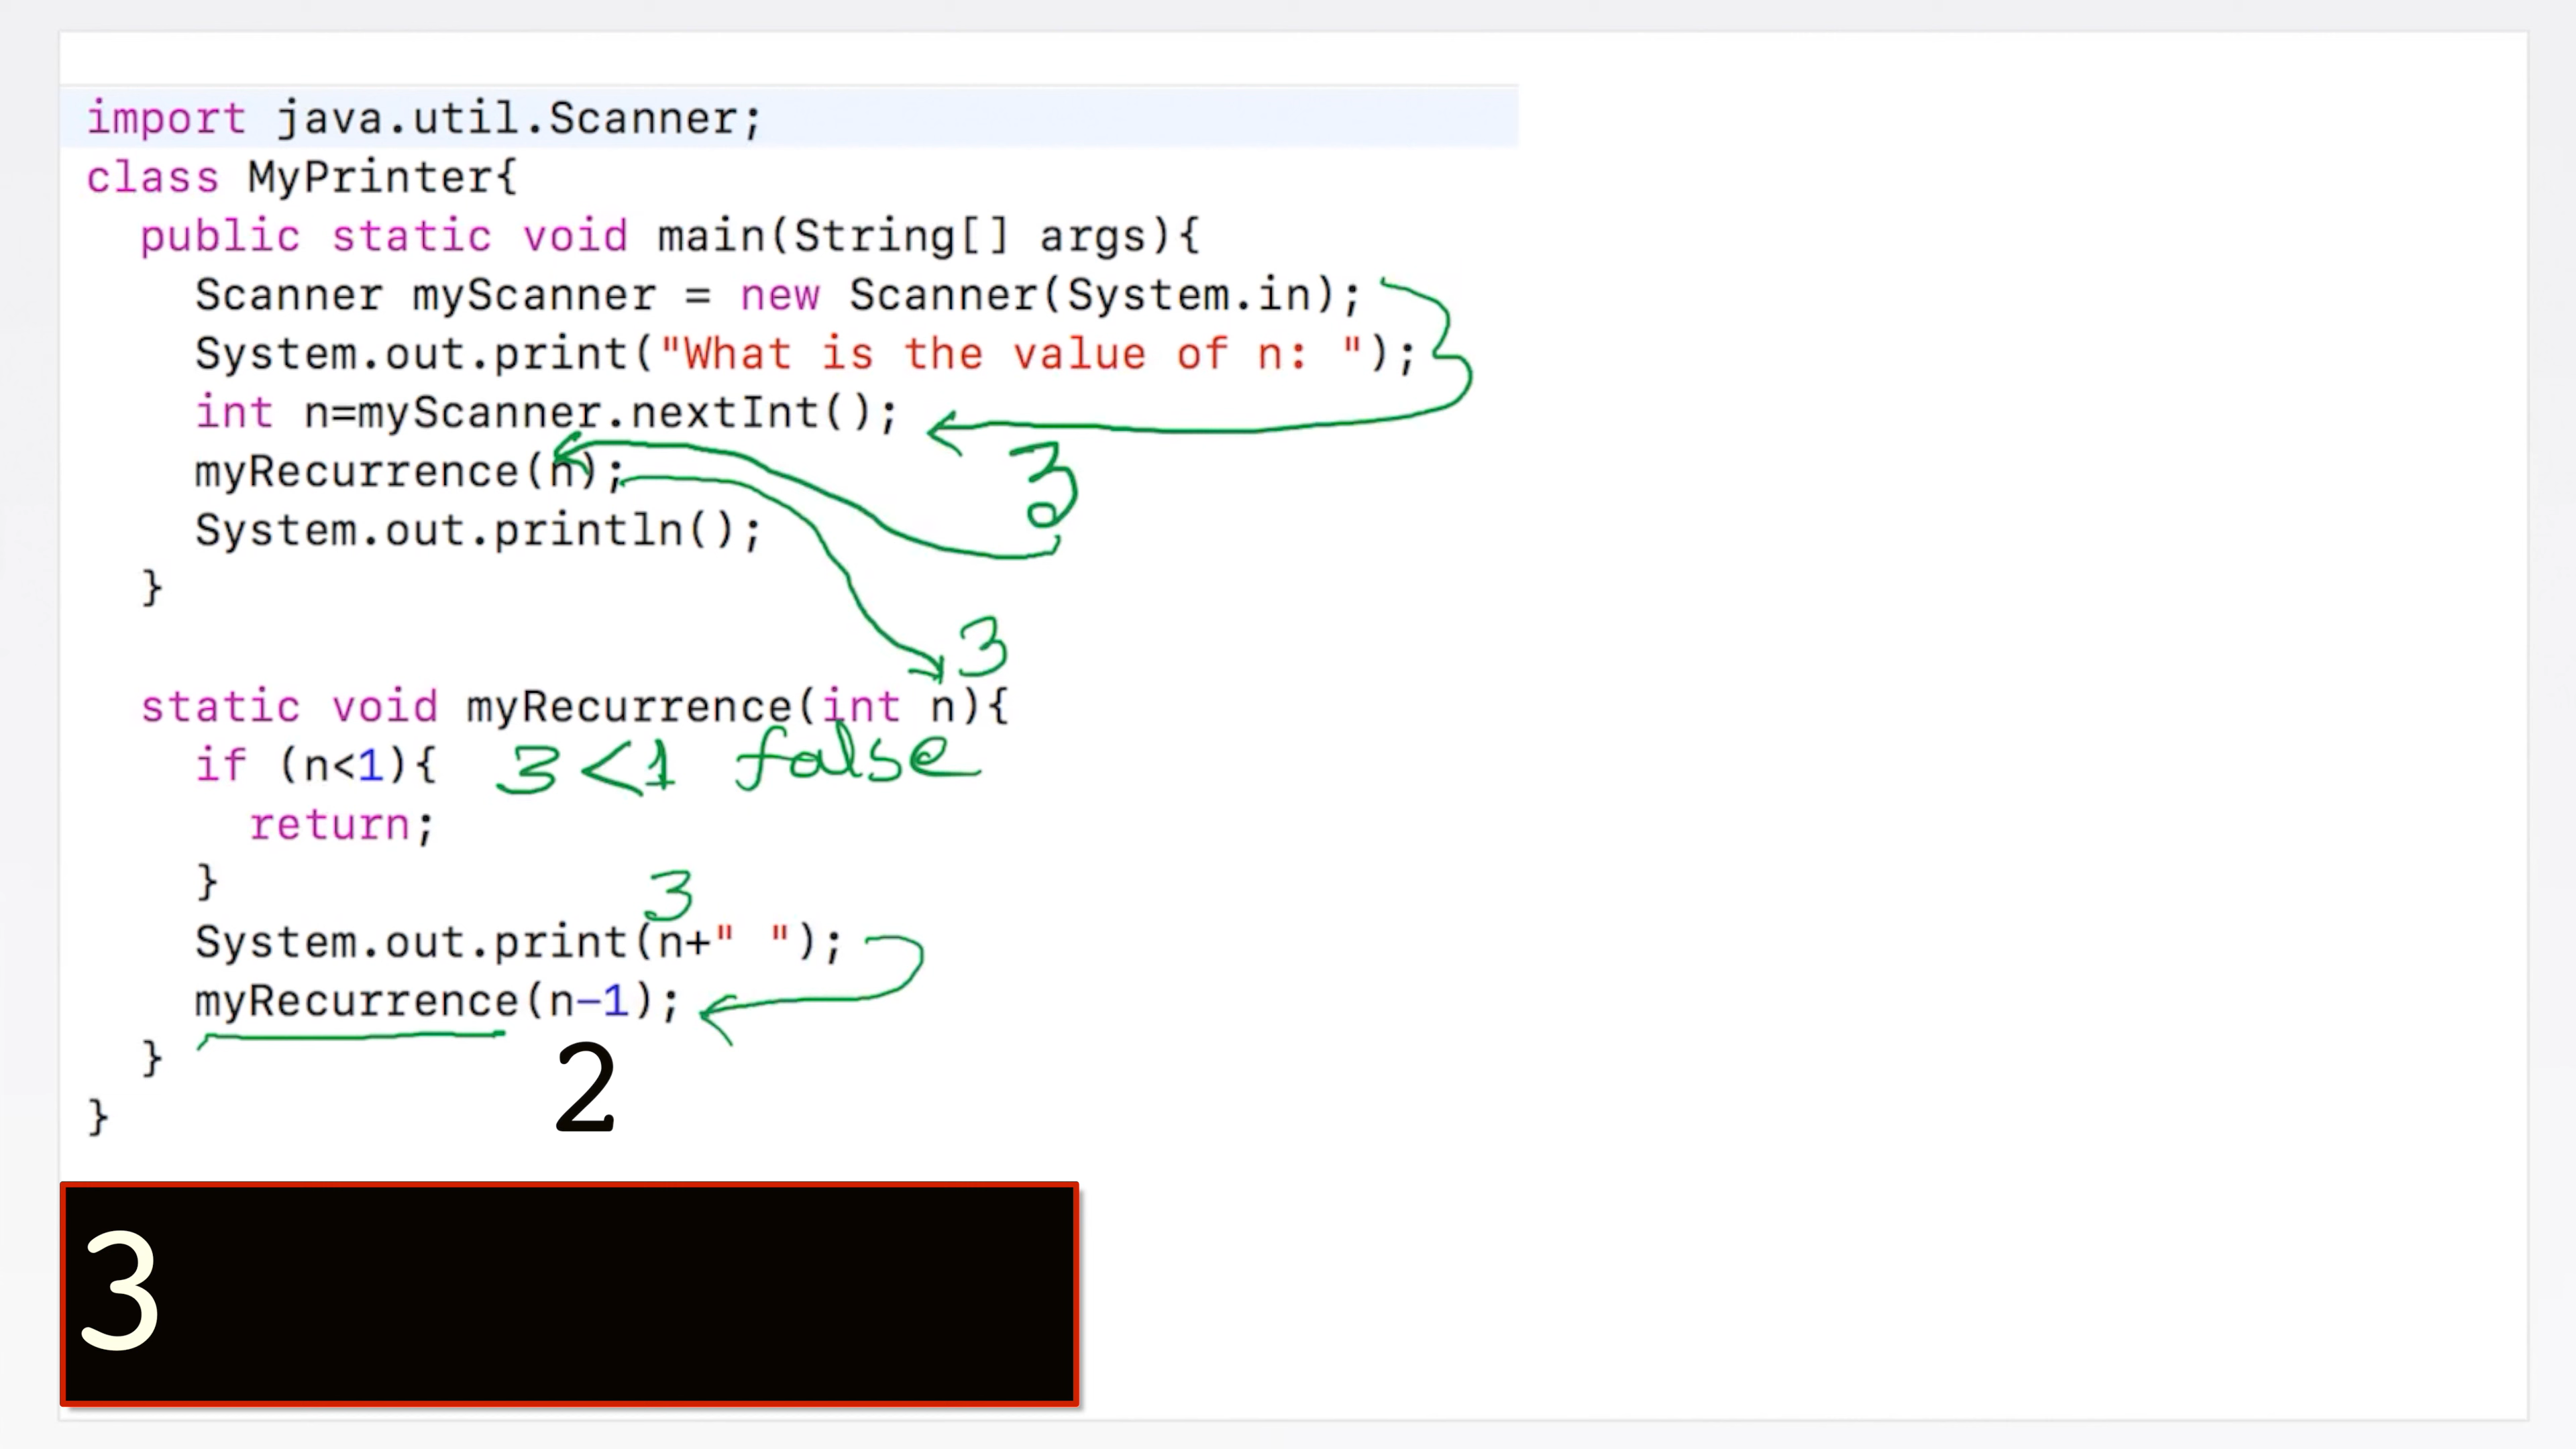 import java.util.Scanner;
class MyPrinter{
public static void main(String[] args){
Scanner myScanner = new Scanner(System.in);
System.out.print("What is the value of n: ");
int n=myScanner.nextInt();
3
myRecurrence(n);
System.out.println();
}
3
static void myRecurrence(int n){
if (n<1){ 3<1 false
return;
}
3
System.out.print(n+" ");
myRecurrence(n-1);
}
2
}
3